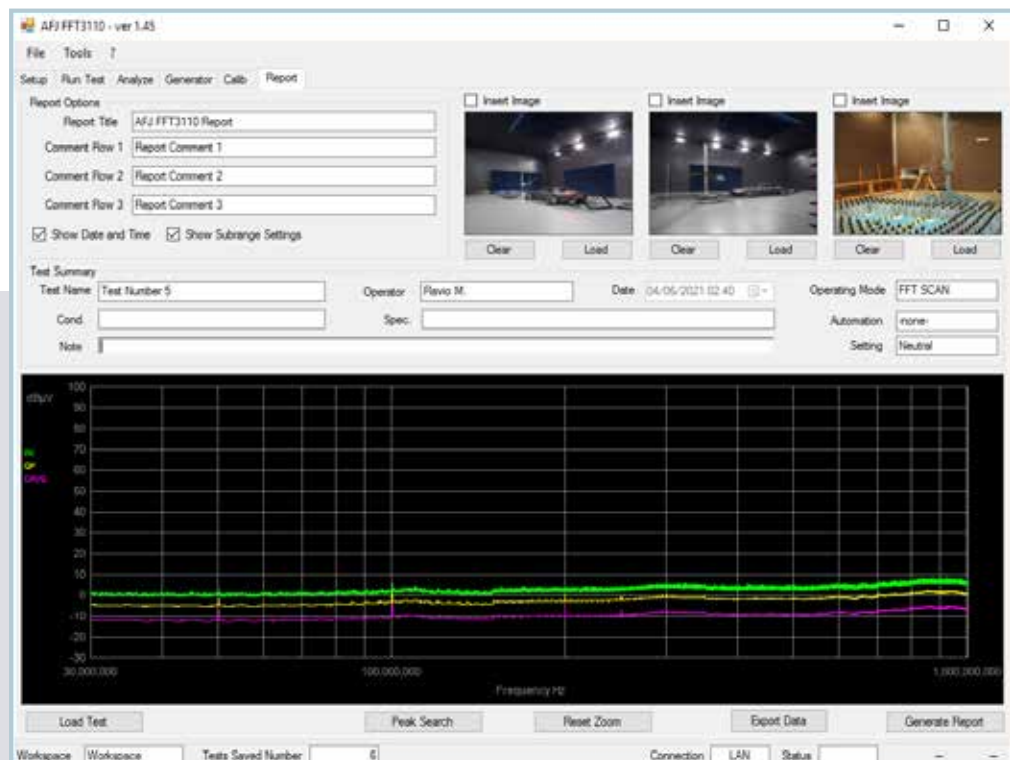 AFJ FFT3110 - ver 1.45
File Tools ?
Setup Run Test Analyze Generator Calib Report
Report Options
Report Title AFJ FFT3110 Report
Comment Row 1 Report Comment 1
Comment Row 2 Report Comment 2
Comment Row 3 Report Comment 3
Show Date and Time Show Subrange Settings
Insert Image Insert Image Insert Image
Clear Load Clear Load Clear Load
Test Summary
Test Name Test Number 5 Operator Flavio M. Date 04/06/2021 02:40 Operating Mode FFT SCAN
Cond. Spec. Automation -none-
Note Setting Neutral
dBµV
100
90
80
70
60
50
40
30
20
10
0
-10
-20
-30
PK
QP
CAVG
30,000,000 100,000,000 1,000,000,000
Frequency Hz
Load Test Peak Search Reset Zoom Export Data Generate Report
Workspace Workspace Tests Saved Number 6 Connection LAN Status -- --